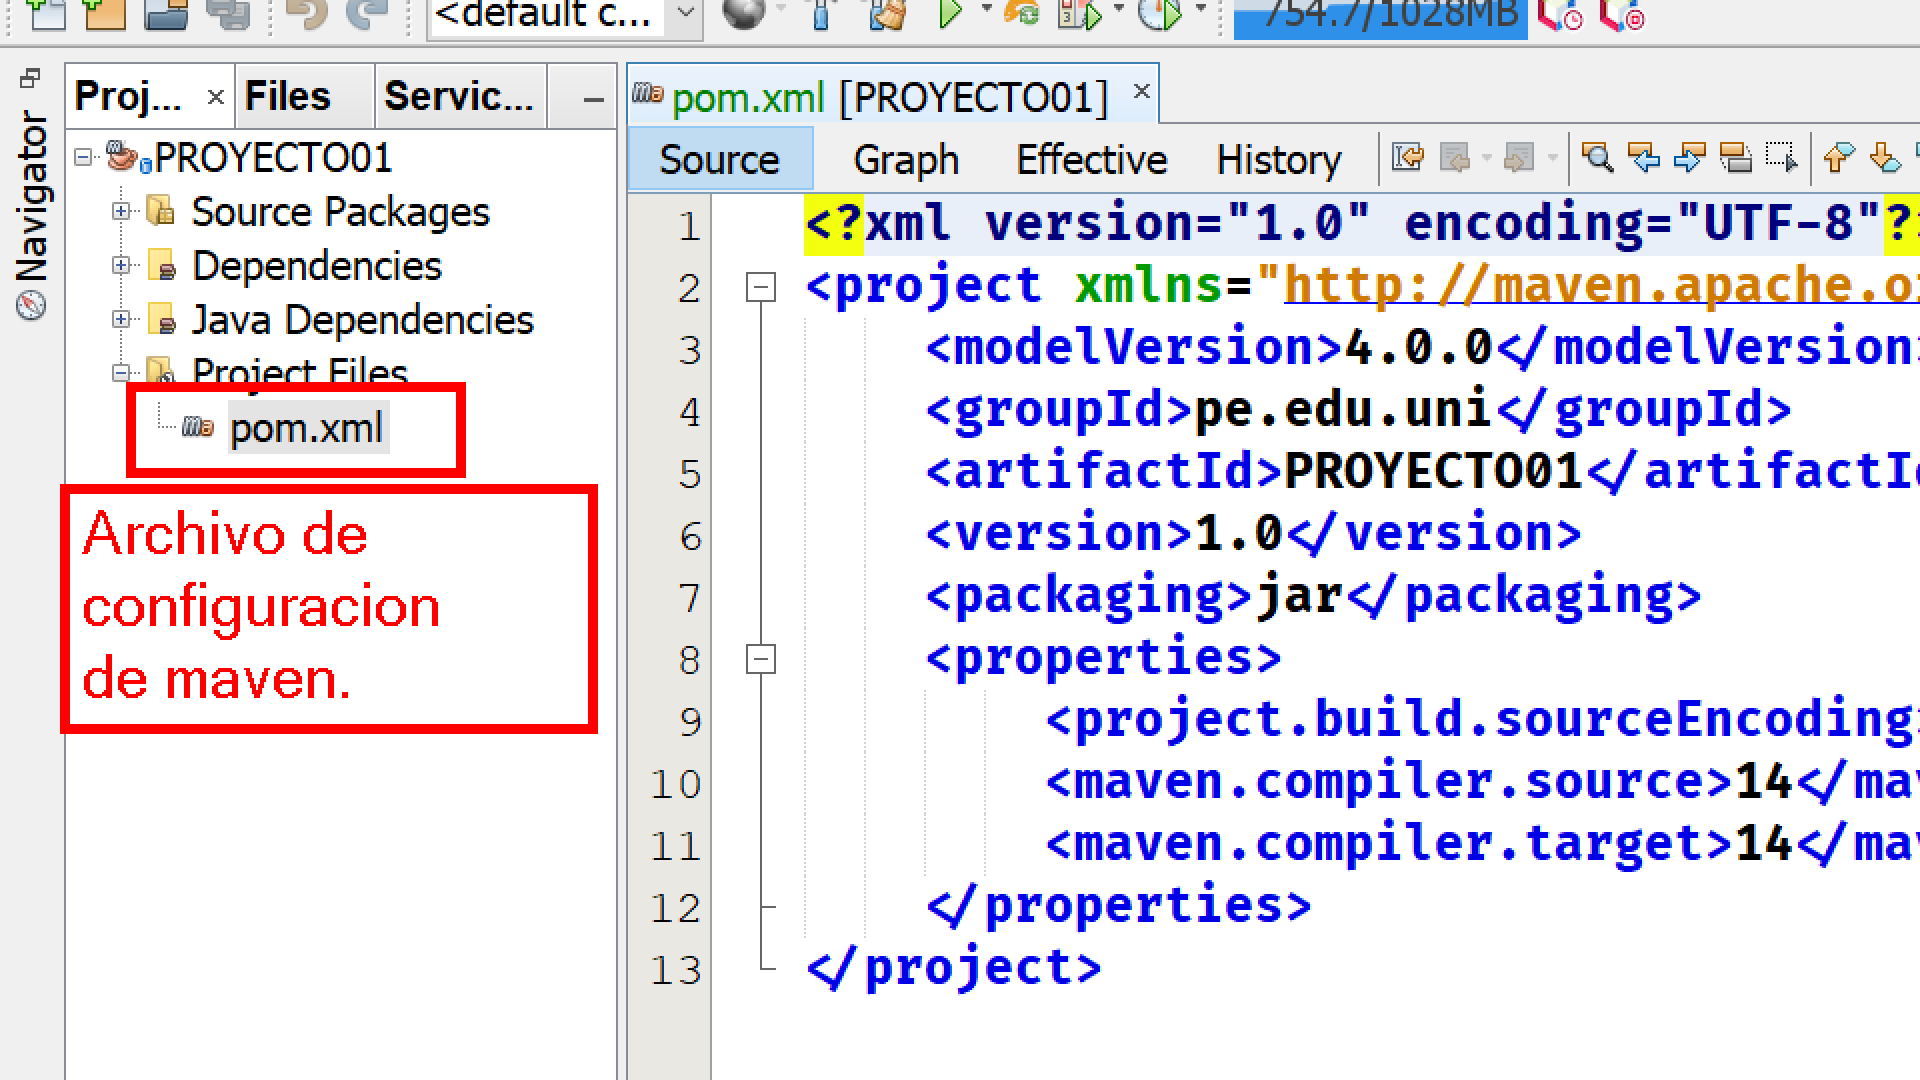 <default c...
754.7/1028MB
Proj...
Files
Servic...
Navigator
PROYECTO01
Source Packages
Dependencies
Java Dependencies
Project Files
pom.xml
Archivo de
configuracion
de maven.
pom.xml [PROYECTO01]
Source Graph Effective History
1 <?xml version="1.0" encoding="UTF-8"?
2 <project xmlns="http://maven.apache.o
3 <modelVersion>4.0.0</modelVersion>
4 <groupId>pe.edu.uni</groupId>
5 <artifactId>PROYECTO01</artifactId
6 <version>1.0</version>
7 <packaging>jar</packaging>
8 <properties>
9 <project.build.sourceEncoding>
10 <maven.compiler.source>14</mav
11 <maven.compiler.target>14</mav
12 </properties>
13 </project>